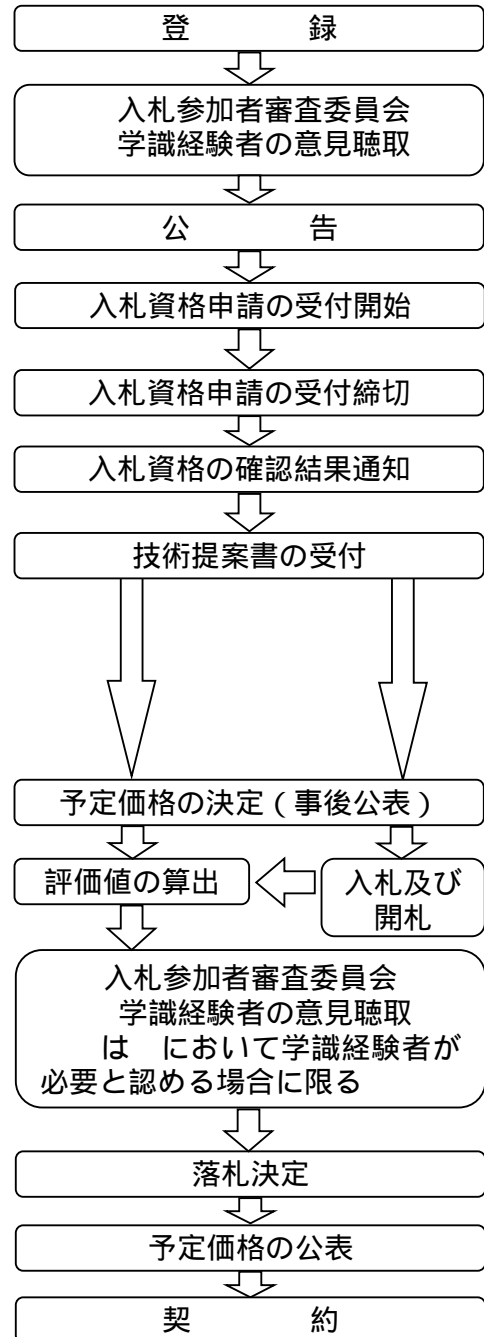 登　　　　録
入札参加者審査委員会
学識経験者の意見聴取
公　　　　告
入札資格申請の受付開始
入札資格申請の受付締切
入札資格の確認結果通知
技術提案書の受付
予定価格の決定（事後公表）
評価値の算出
入札及び
開札
入札参加者審査委員会
学識経験者の意見聴取
は　において学識経験者が
必要と認める場合に限る
落札決定
予定価格の公表
契　　　　約